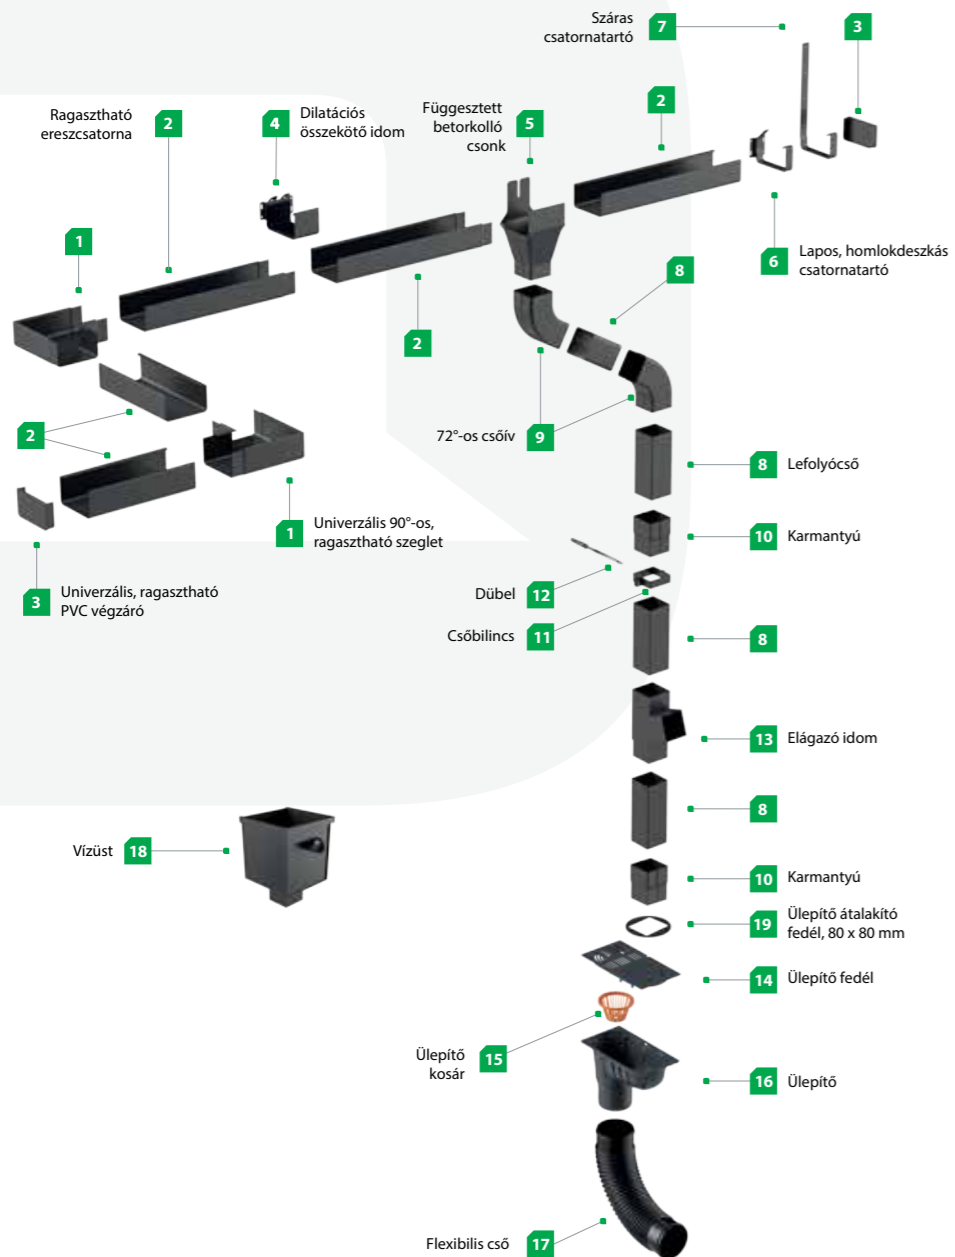 Száras
csatornatartó
7
3
Ragasztható
ereszcsatorna
2
4
Dilatációs
összekötő idom
Függesztett
betorkolló
csonk
5
2
1
6
Lapos, homlokdeszkás
csatornatartó
8
2
2
72°-os csőív
9
8
Lefolyócső
1
Univerzális 90°-os,
ragasztható szeglet
10
Karmantyú
3
Univerzális, ragasztható
PVC végzáró
Dübel
12
Csőbilincs
11
8
13
Elágazó idom
8
Vízüst
18
10
Karmantyú
19
Ülepítő átalakító
fedél, 80 x 80 mm
14
Ülepítő fedél
Ülepítő
kosár
15
16
Ülepítő
Flexibilis cső
17